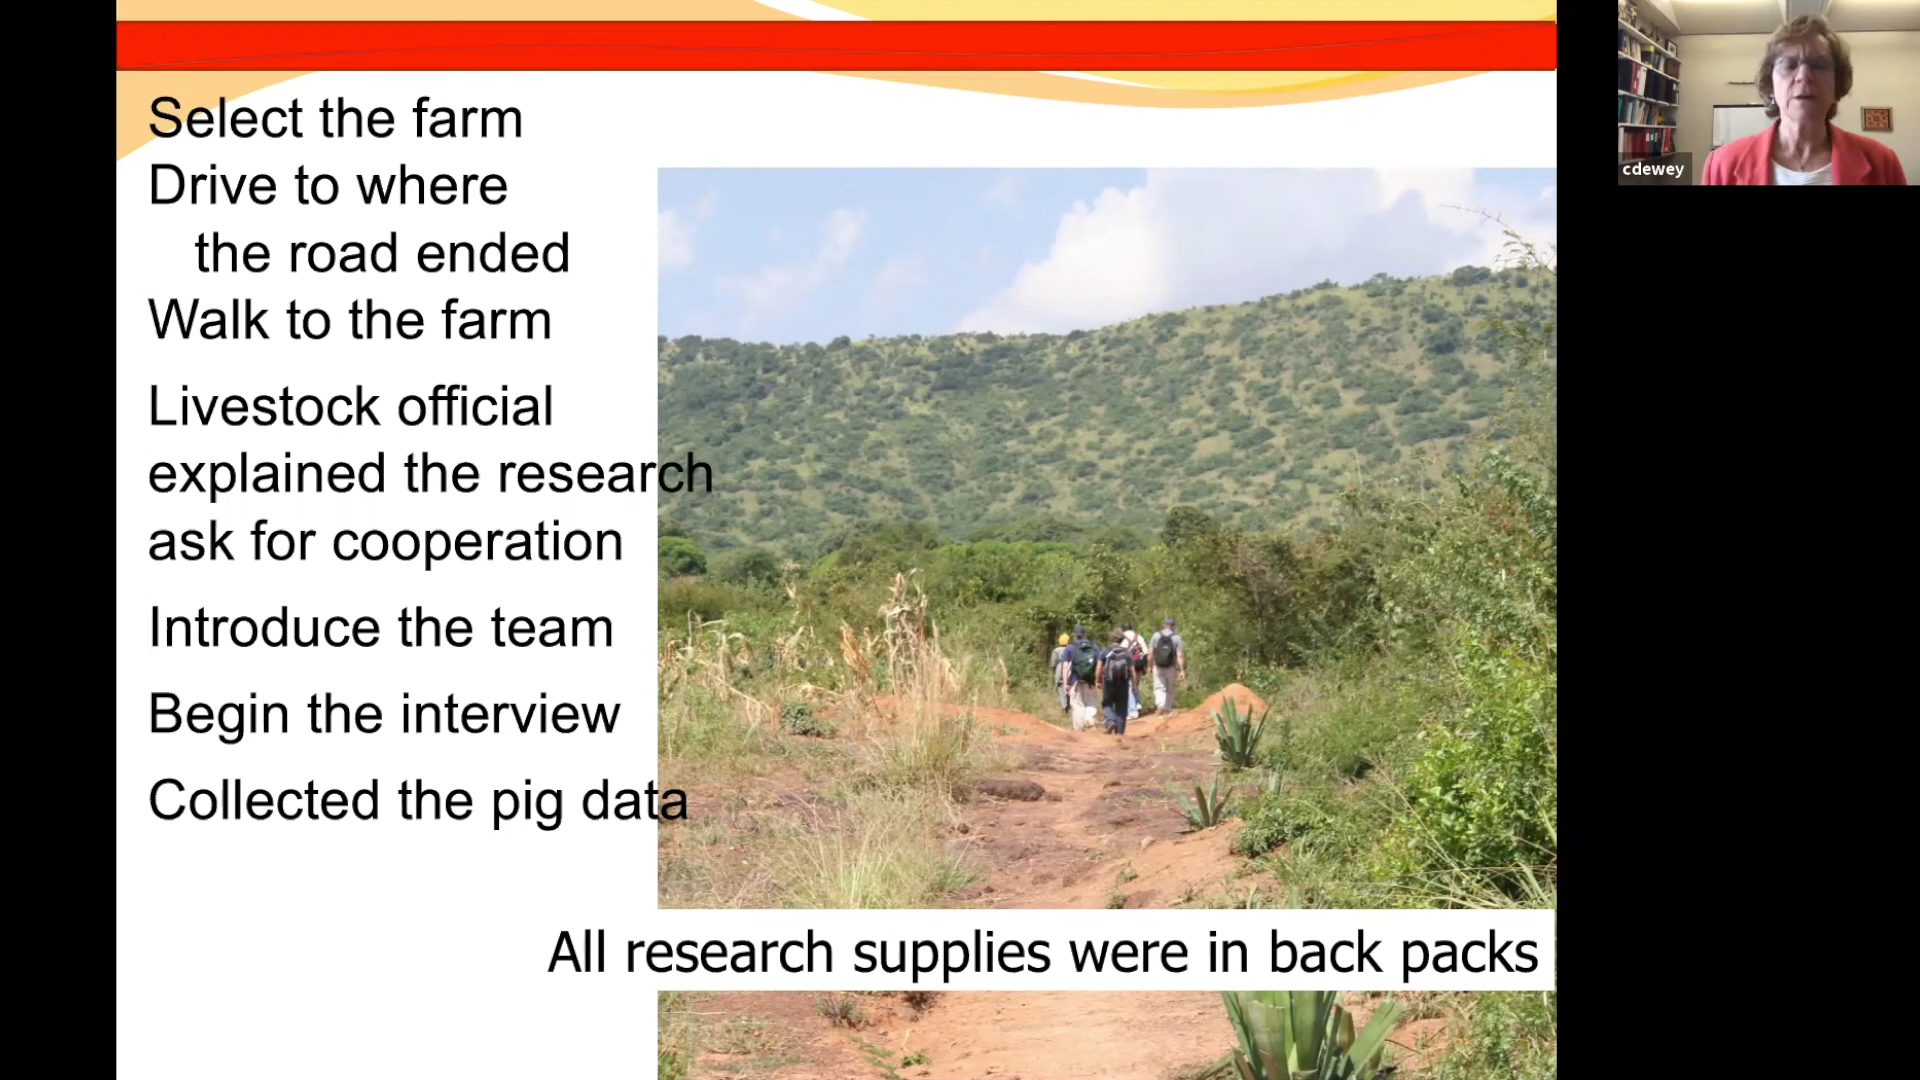 Select the farm
Drive to where
the road ended
Walk to the farm
Livestock official
explained the research
ask for cooperation
Introduce the team
Begin the interview
Collected the pig data
All research supplies were in back packs
cdewey